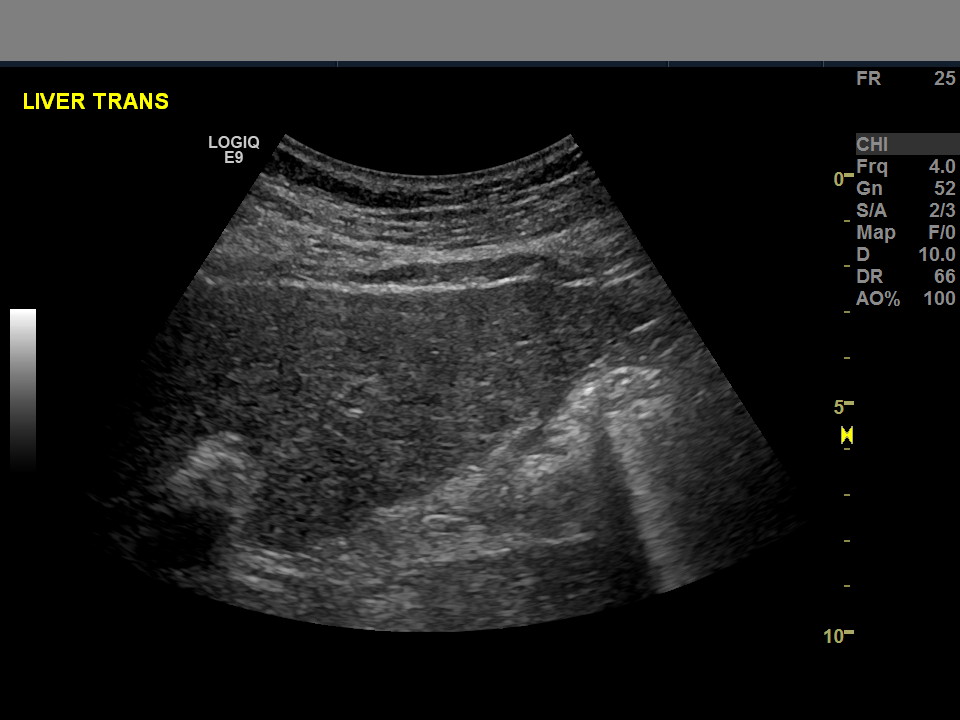 FR 25
LIVER TRANS
LOGIQ
E9
CHI
Frq 4.0
Gn 52
S/A 2/3
Map F/0
D 10.0
DR 66
AO% 100
0
5
10